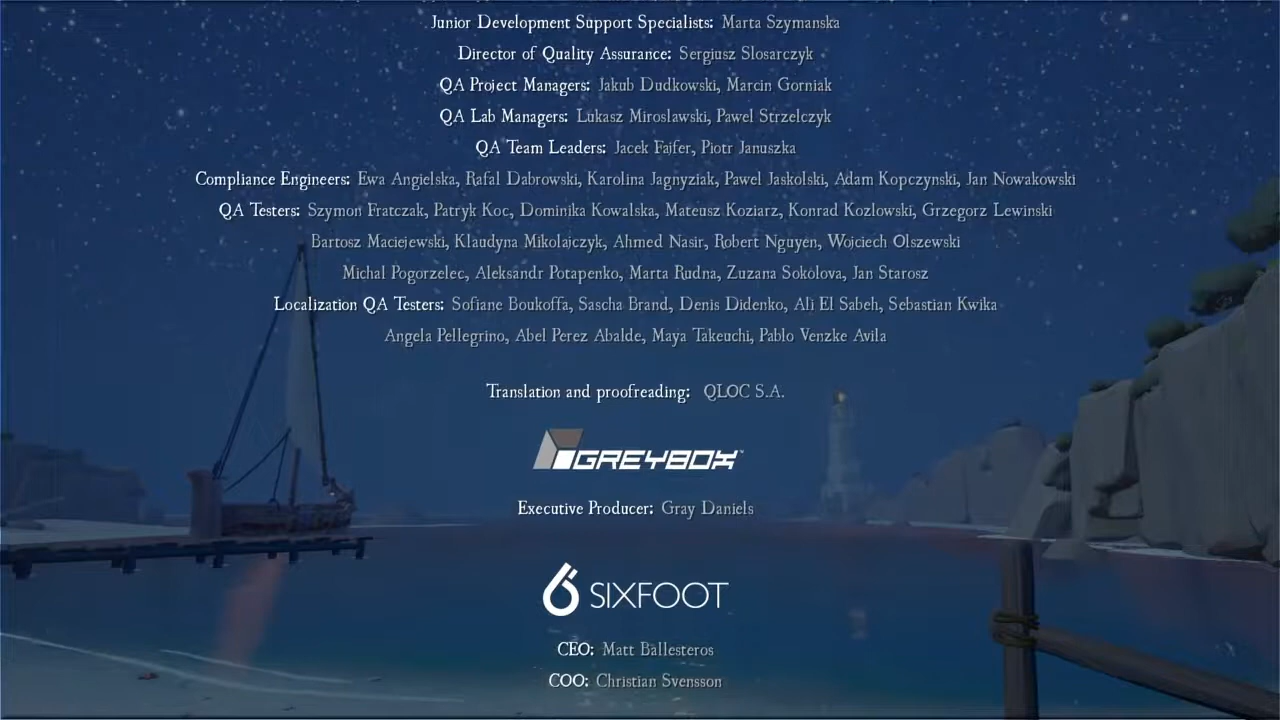 Junior Development Support Specialists: Marta Szymanska
Director of Quality Assurance: Sergiusz Slosarczyk
QA Project Managers: Jakub Dudkowski, Marcin Gorniak
QA Lab Managers: Lukasz Miroslawski, Pawel Strzelczyk
QA Team Leaders: Jacek Fajfer, Piotr Januszka
Compliance Engineers: Ewa Angielska, Rafal Dabrowski, Karolina Jagnyziak, Pawel Jaskolski, Adam Kopczynski, Jan Nowakowski
QA Testers: Szymon Fratczak, Patryk Koc, Dominika Kowalska, Mateusz Koziarz, Konrad Kozlowski, Grzegorz Lewinski
Bartosz Maciejewski, Klaudyna Mikolajczyk, Ahmed Nasir, Robert Nguyen, Wojciech Olszewski
Michal Pogorzelec, Aleksandr Potapenko, Marta Rudna, Zuzana Sokolova, Jan Starosz
Localization QA Testers: Sofiane Boukoffa, Sascha Brand, Denis Didenko, Ali El Sabeh, Sebastian Kwika
Angela Pellegrino, Abel Perez Abalde, Maya Takeuchi, Pablo Venzke Avila
Translation and proofreading: QLOC S.A.
GREYBOX™
Executive Producer: Gray Daniels
6 SIXFOOT
CEO: Matt Ballesteros
COO: Christian Svensson